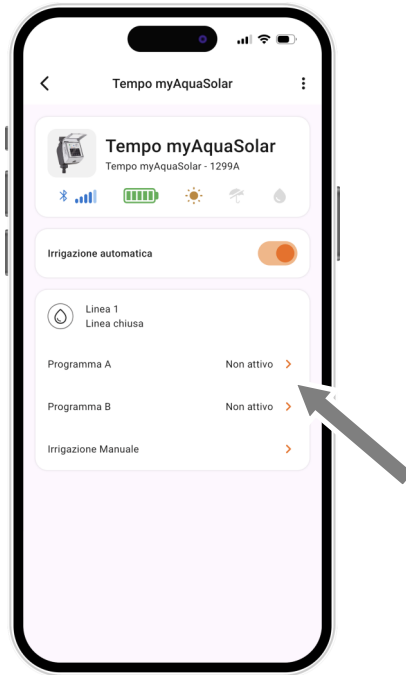 Tempo myAquaSolar
Tempo myAquaSolar
Tempo myAquaSolar - 1299A
Irrigazione automatica
Linea 1
Linea chiusa
Programma A Non attivo
Programma B Non attivo
Irrigazione Manuale